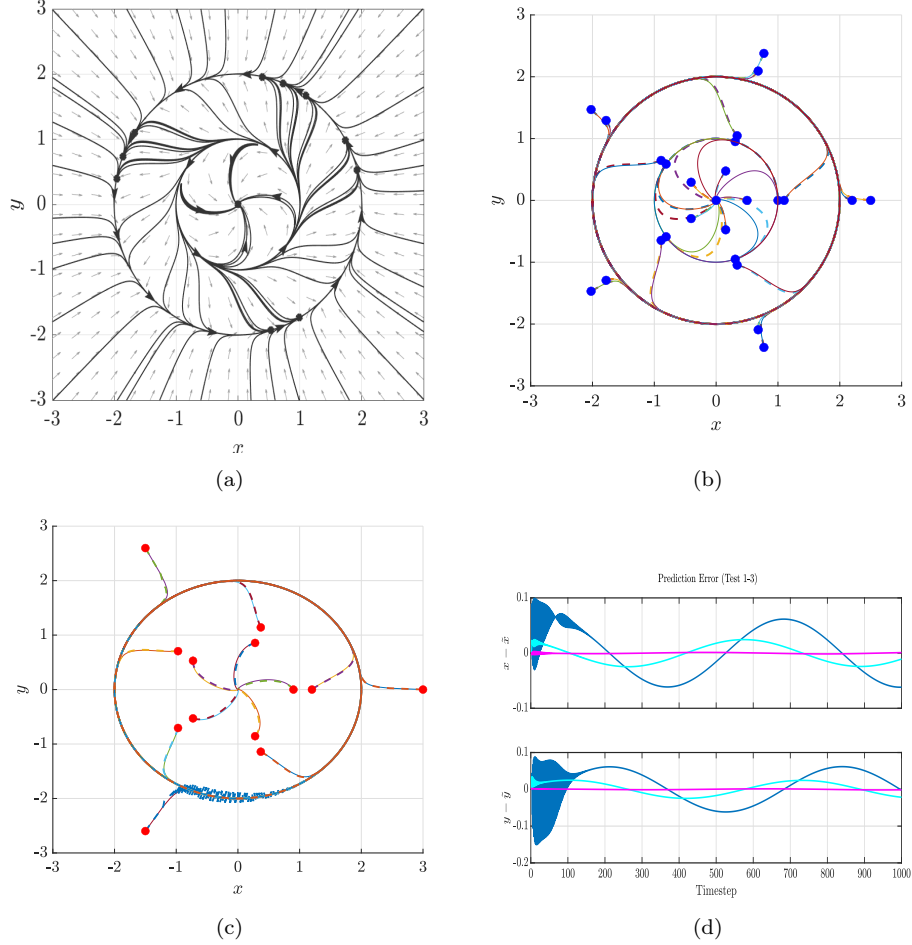 3
2
1
0
-1
-2
-3
y
-3 -2 -1 0 1 2 3
x
(a)
3
2
1
0
-1
-2
-3
y
-3 -2 -1 0 1 2 3
x
(b)
3
2
1
0
-1
-2
-3
y
-3 -2 -1 0 1 2 3
x
(c)
Prediction Error (Test 1-3)
0.1
0
-0.1
x − x̃
0.1
0
-0.1
-0.2
y − ỹ
0 100 200 300 400 500 600 700 800 900 1000
Timestep
(d)